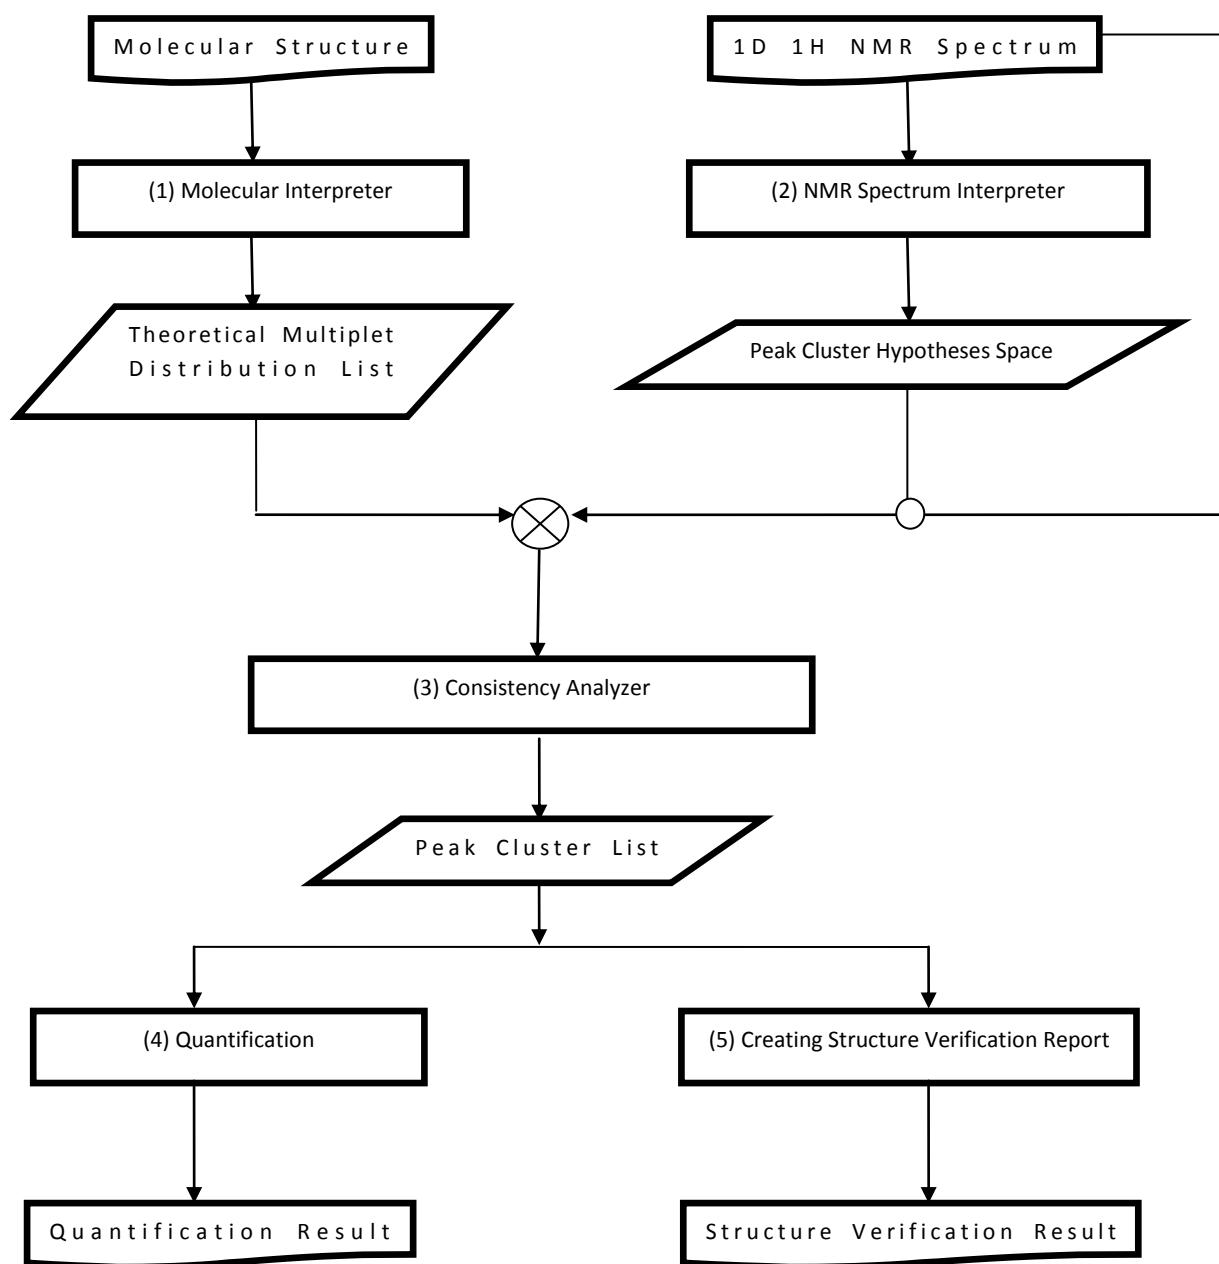 Molecular Structure
1D 1H NMR Spectrum
(1) Molecular Interpreter
(2) NMR Spectrum Interpreter
Theoretical Multiplet
Distribution List
Peak Cluster Hypotheses Space
(3) Consistency Analyzer
Peak Cluster List
(4) Quantification
(5) Creating Structure Verification Report
Quantification Result
Structure Verification Result